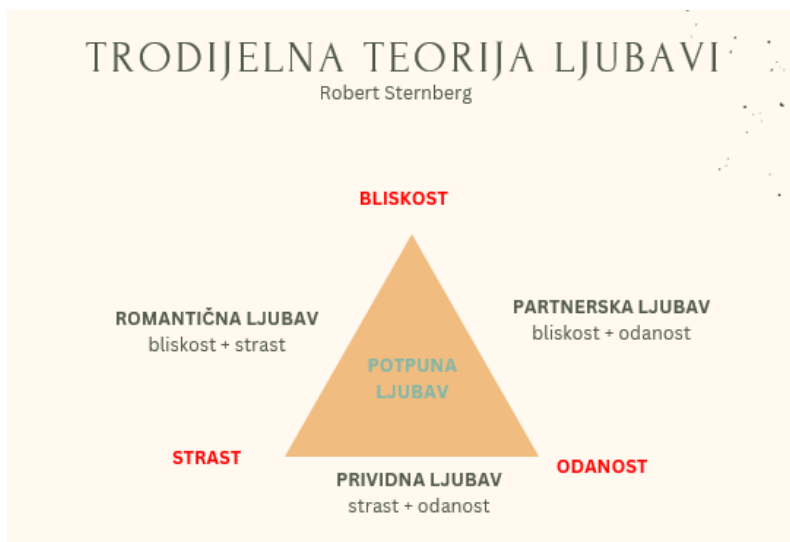 TRODIJELNA TEORIJA LJUBAVI
Robert Sternberg
BLISKOST
ROMANTIČNA LJUBAV
bliskost + strast
PARTNERSKA LJUBAV
bliskost + odanost
POTPUNA
LJUBAV
STRAST
ODANOST
PRIVIDNA LJUBAV
strast + odanost